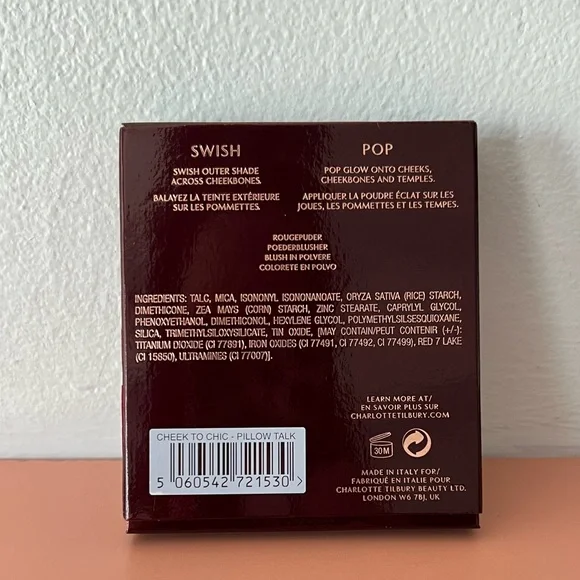 SWISH
SWISH OUTER SHADE
ACROSS CHEEKBONES.
BALAYEZ LA TEINTE EXTÉRIEURE
SUR LES POMMETTES.
POP
POP GLOW ONTO CHEEKS,
CHEEKBONES AND TEMPLES.
APPLIQUER LA POUDRE ÉCLAT SUR LES
JOUES, LES POMMETTES ET LES TEMPES.
ROUGEPUDER
POEDERBLUSHER
BLUSH IN POLVERE
COLORETE EN POLVO
INGREDIENTS: TALC, MICA, ISONONYL ISONONANOATE, ORYZA SATIVA (RICE) STARCH,
DIMETHICONE, ZEA MAYS (CORN) STARCH, ZINC STEARATE, CAPRYLYL GLYCOL,
PHENOXYETHANOL, DIMETHICONOL, HEXYLENE GLYCOL, POLYMETHYLSILSESQUIOXANE,
SILICA, TRIMETHYLSILOXYSILICATE, TIN OXIDE, [MAY CONTAIN/PEUT CONTENIR (+/-):
TITANIUM DIOXIDE (CI 77891), IRON OXIDES (CI 77491, CI 77492, CI 77499), RED 7 LAKE
(CI 15850), ULTRAMINES (CI 77007)].
LEARN MORE AT/
EN SAVOIR PLUS SUR
CHARLOTTETILBURY.COM
30M
CHEEK TO CHIC - PILLOW TALK
5 060542 721530 >
MADE IN ITALY FOR/
FABRIQUÉ EN ITALIE POUR
CHARLOTTE TILBURY BEAUTY LTD.
LONDON W6 7BJ, UK